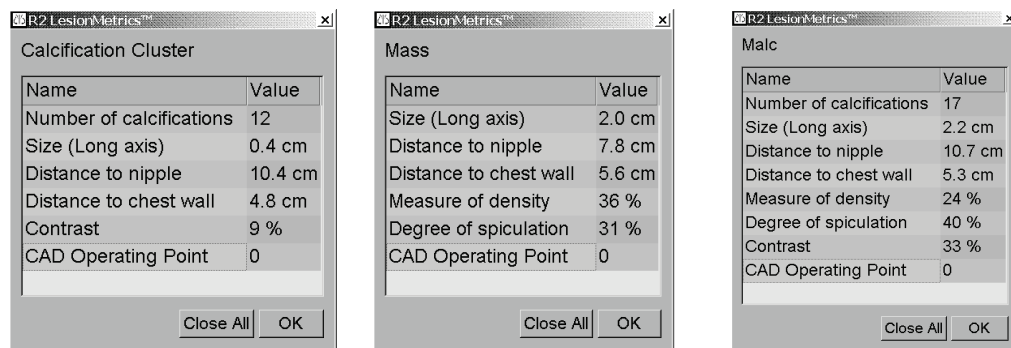 R2 LesionMetrics™
Calcification Cluster
Name Value
Number of calcifications 12
Size (Long axis) 0.4 cm
Distance to nipple 10.4 cm
Distance to chest wall 4.8 cm
Contrast 9 %
CAD Operating Point 0
Close All OK
R2 LesionMetrics™
Mass
Name Value
Size (Long axis) 2.0 cm
Distance to nipple 7.8 cm
Distance to chest wall 5.6 cm
Measure of density 36 %
Degree of spiculation 31 %
CAD Operating Point 0
Close All OK
R2 LesionMetrics™
Malc
Name Value
Number of calcifications 17
Size (Long axis) 2.2 cm
Distance to nipple 10.7 cm
Distance to chest wall 5.3 cm
Measure of density 24 %
Degree of spiculation 40 %
Contrast 33 %
CAD Operating Point 0
Close All OK